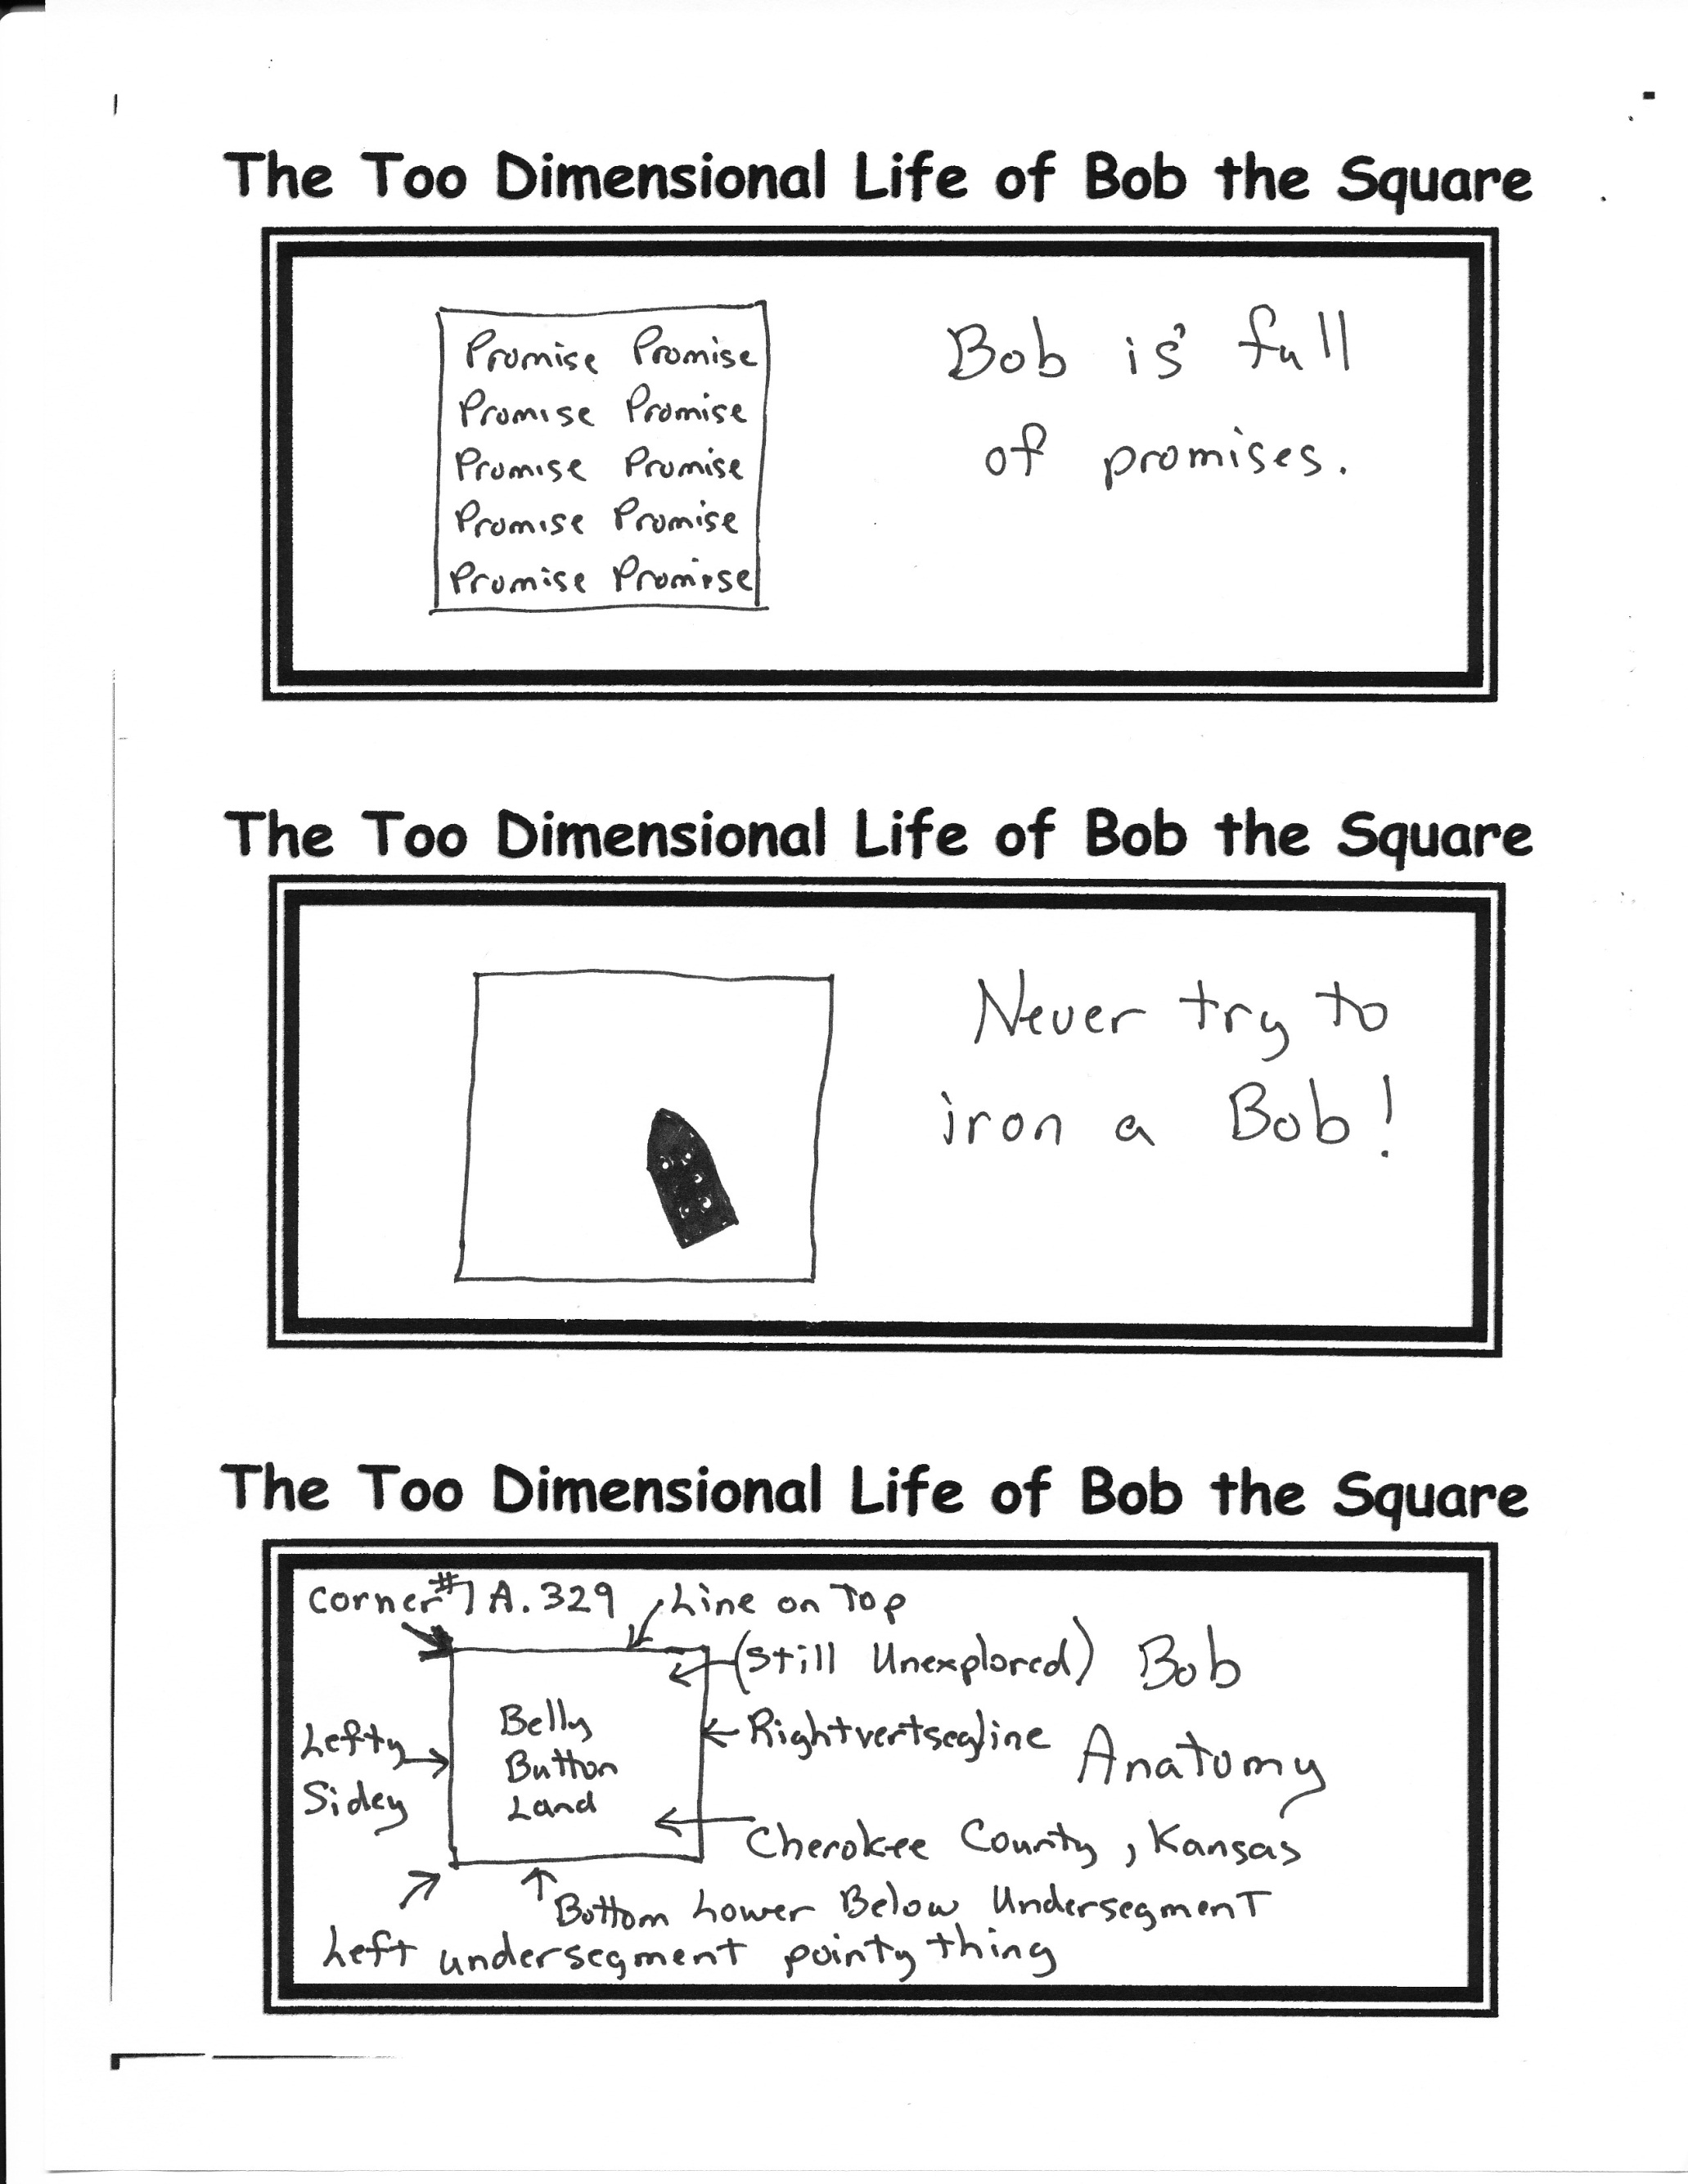 The Too Dimensional Life of Bob the Square
Promise Promise
Promise Promise
Promise Promise
Promise Promise
Promise Promise
Bob is full
of promises.
The Too Dimensional Life of Bob the Square
Never try to
iron a Bob!
The Too Dimensional Life of Bob the Square
Corner #1 A.329
Line on Top
(Still Unexplored)
Bob
Anatomy
Lefty
Sidey
Belly
Button
Land
Rightvertsegline
Cherokee County, Kansas
Bottom Lower Below Undersegment
Left undersegment pointy thing